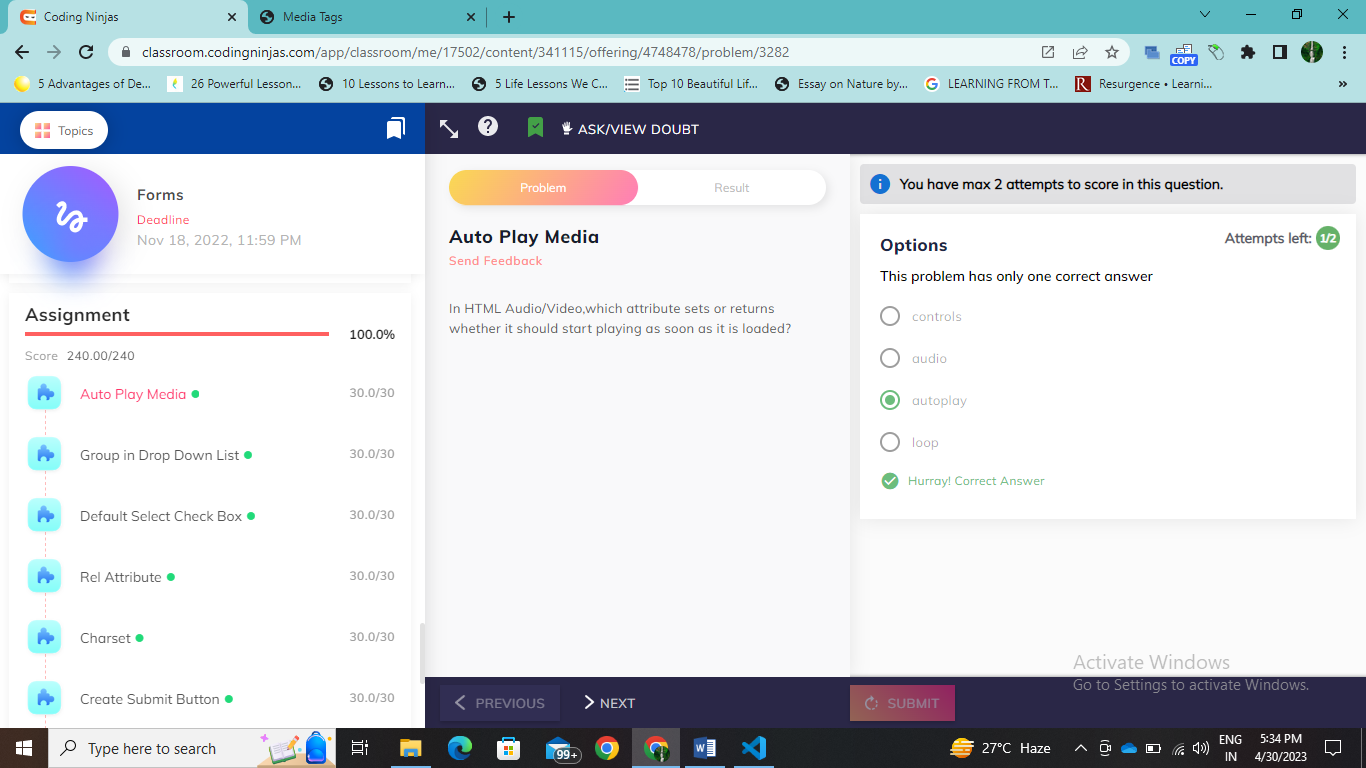 Coding Ninjas
Media Tags
classroom.codingninjas.com/app/classroom/me/17502/content/341115/offering/4748478/problem/3282
COPY
5 Advantages of De...
26 Powerful Lesson...
10 Lessons to Learn...
5 Life Lessons We C...
Top 10 Beautiful Lif...
Essay on Nature by...
LEARNING FROM T...
R
Resurgence • Learni...
»
Topics
ASK/VIEW DOUBT
Forms
Deadline
Nov 18, 2022, 11:59 PM
Assignment
100.0%
Score 240.00/240
Auto Play Media 30.0/30
Group in Drop Down List 30.0/30
Default Select Check Box 30.0/30
Rel Attribute 30.0/30
Charset 30.0/30
Create Submit Button 30.0/30
Problem
Result
Auto Play Media
Send Feedback
In HTML Audio/Video,which attribute sets or returns
whether it should start playing as soon as it is loaded?
You have max 2 attempts to score in this question.
Options
Attempts left: 1/2
This problem has only one correct answer
controls
audio
autoplay
loop
Hurray! Correct Answer
Activate Windows
Go to Settings to activate Windows.
PREVIOUS
NEXT
SUBMIT
Type here to search
99+
27°C Haze
ENG
IN
5:34 PM
4/30/2023